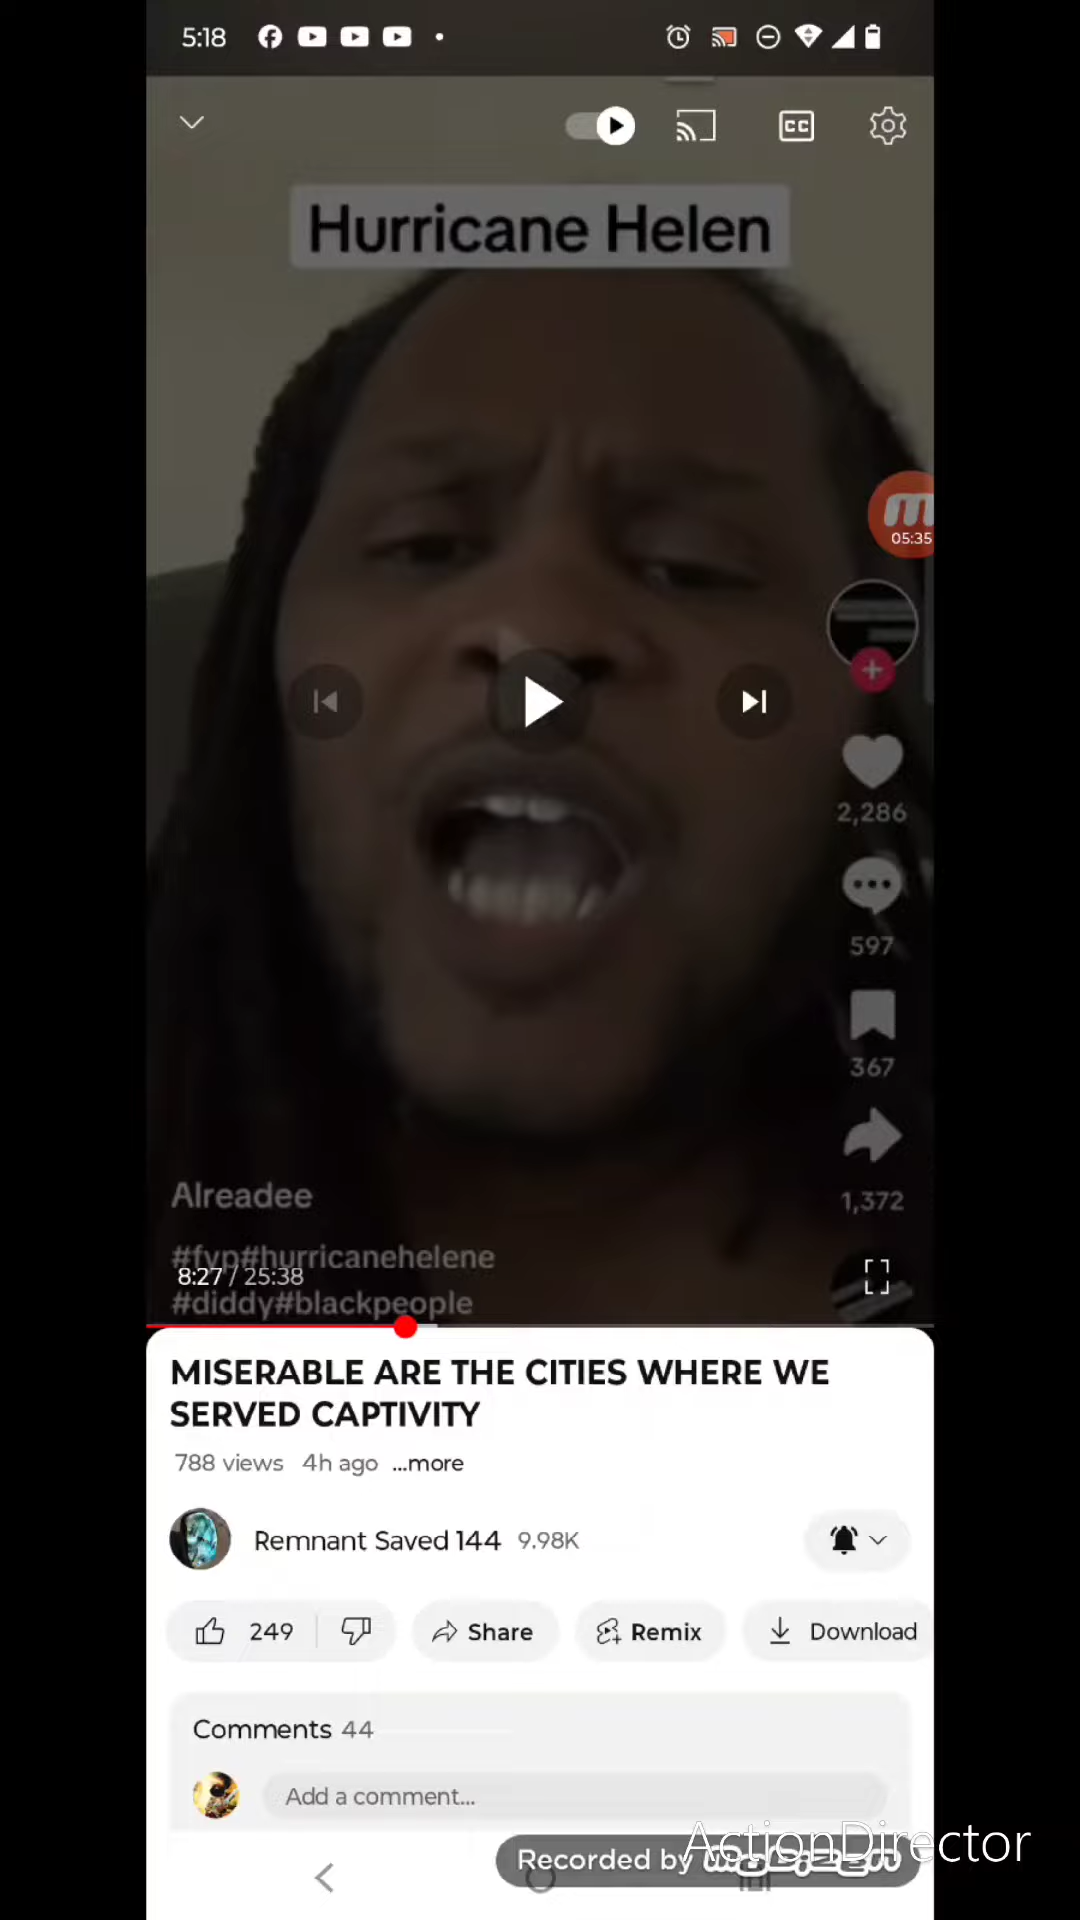 5:18
CC
Hurricane Helen
m
05:35
2,286
597
367
1,372
Alreadee
#fyp#hurricanehelene
8:27 / 25:38
#diddy#blackpeople
MISERABLE ARE THE CITIES WHERE WE
SERVED CAPTIVITY
788 views 4h ago ...more
Remnant Saved 144 9.98K
249 Share Remix Download
Comments 44
Add a comment...
ActionDirector
Recorded by